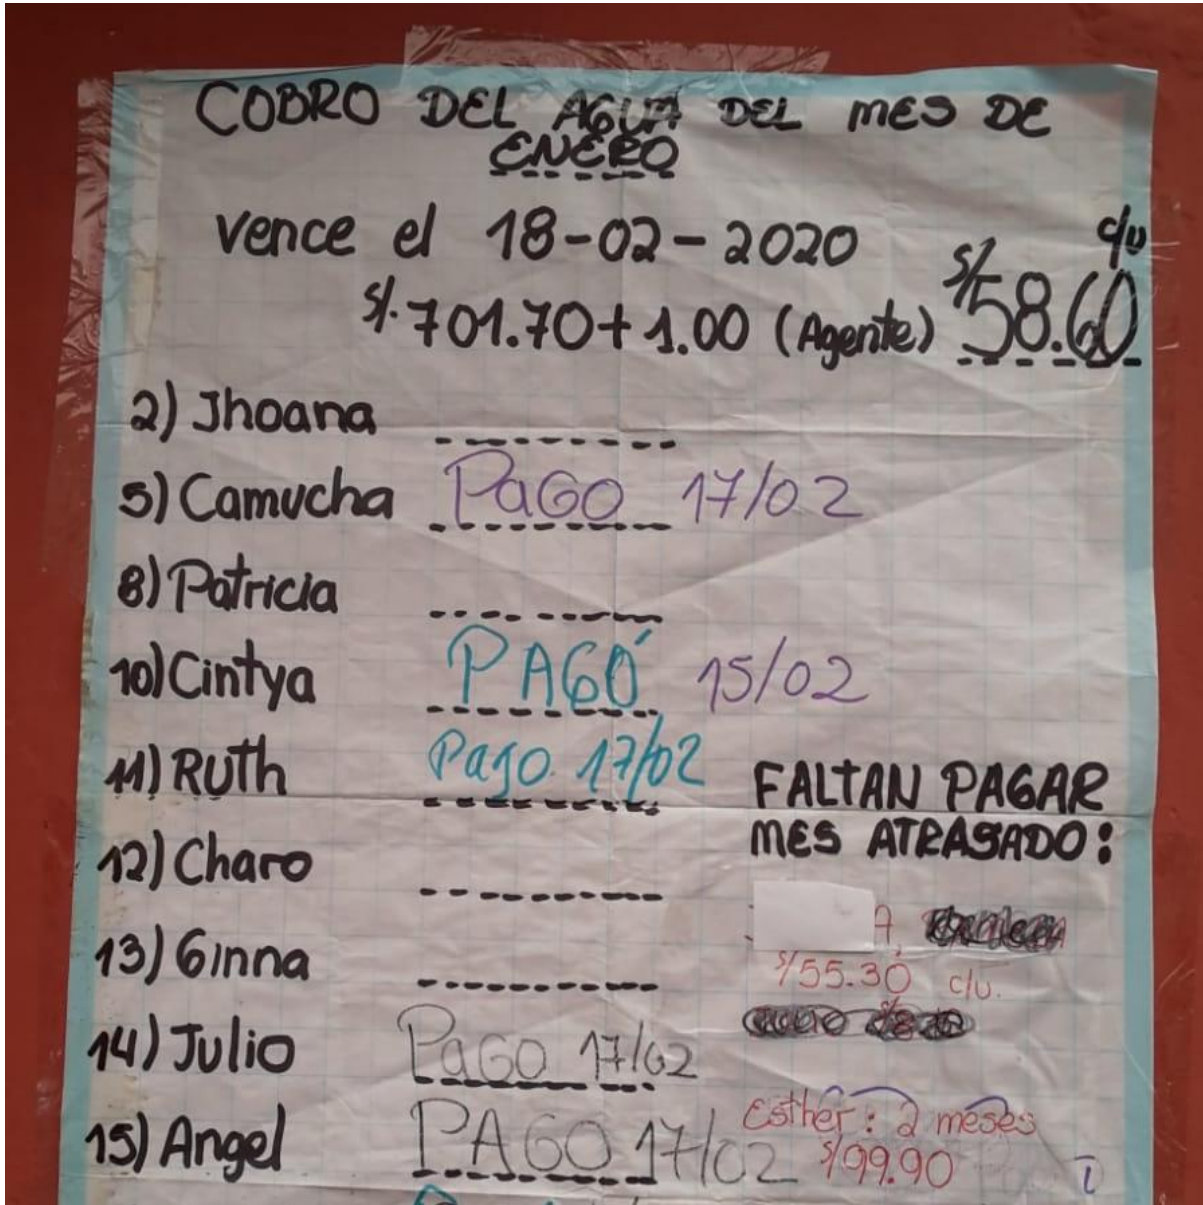 COBRO DEL AGUA DEL MES DE
ENERO
vence el 18-02-2020
c/u
S/. 701.70 + 1.00 (Agente) S/58.60
2) Jhoana
5) Camucha PAGO 17/02
8) Patricia
10) Cintya PAGÓ 15/02
11) RUTH Pago 17/02
12) Charo
13) Ginna
14) Julio PAGO 17/02
15) Angel PAGO 17/02
FALTAN PAGAR
MES ATRASADO:
S/55.30 c/u.
Esther: 2 meses
S/99.90